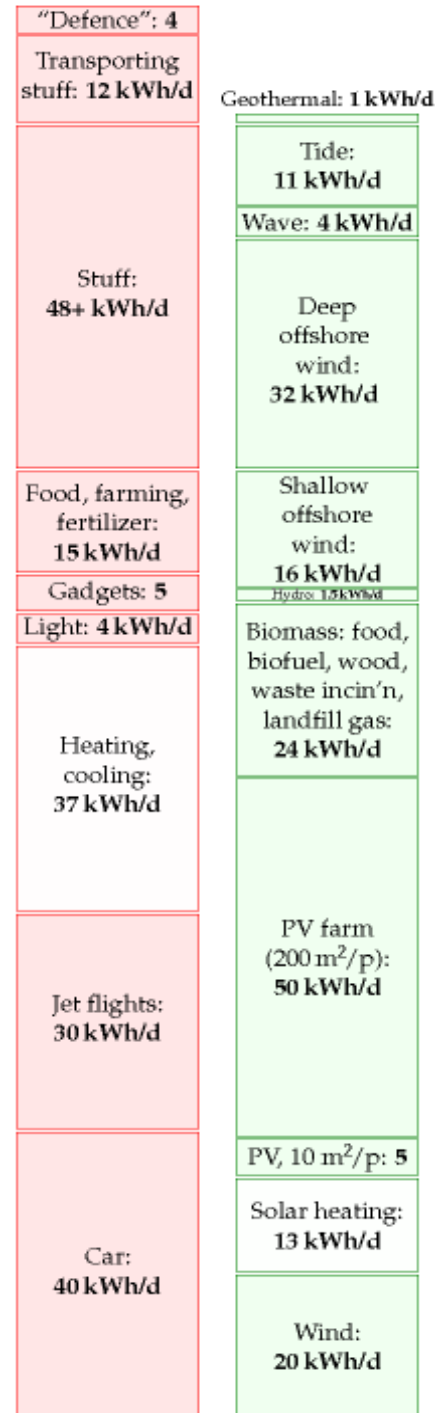 “Defence”: 4
Transporting
stuff: 12 kWh/d
Stuff:
48+ kWh/d
Food, farming,
fertilizer:
15 kWh/d
Gadgets: 5
Light: 4 kWh/d
Heating,
cooling:
37 kWh/d
Jet flights:
30 kWh/d
Car:
40 kWh/d
Geothermal: 1 kWh/d
Tide:
11 kWh/d
Wave: 4 kWh/d
Deep
offshore
wind:
32 kWh/d
Shallow
offshore
wind:
16 kWh/d
Hydro: 1.5 kWh/d
Biomass: food,
biofuel, wood,
waste incin’n,
landfill gas:
24 kWh/d
PV farm
(200 m²/p):
50 kWh/d
PV, 10 m²/p: 5
Solar heating:
13 kWh/d
Wind:
20 kWh/d